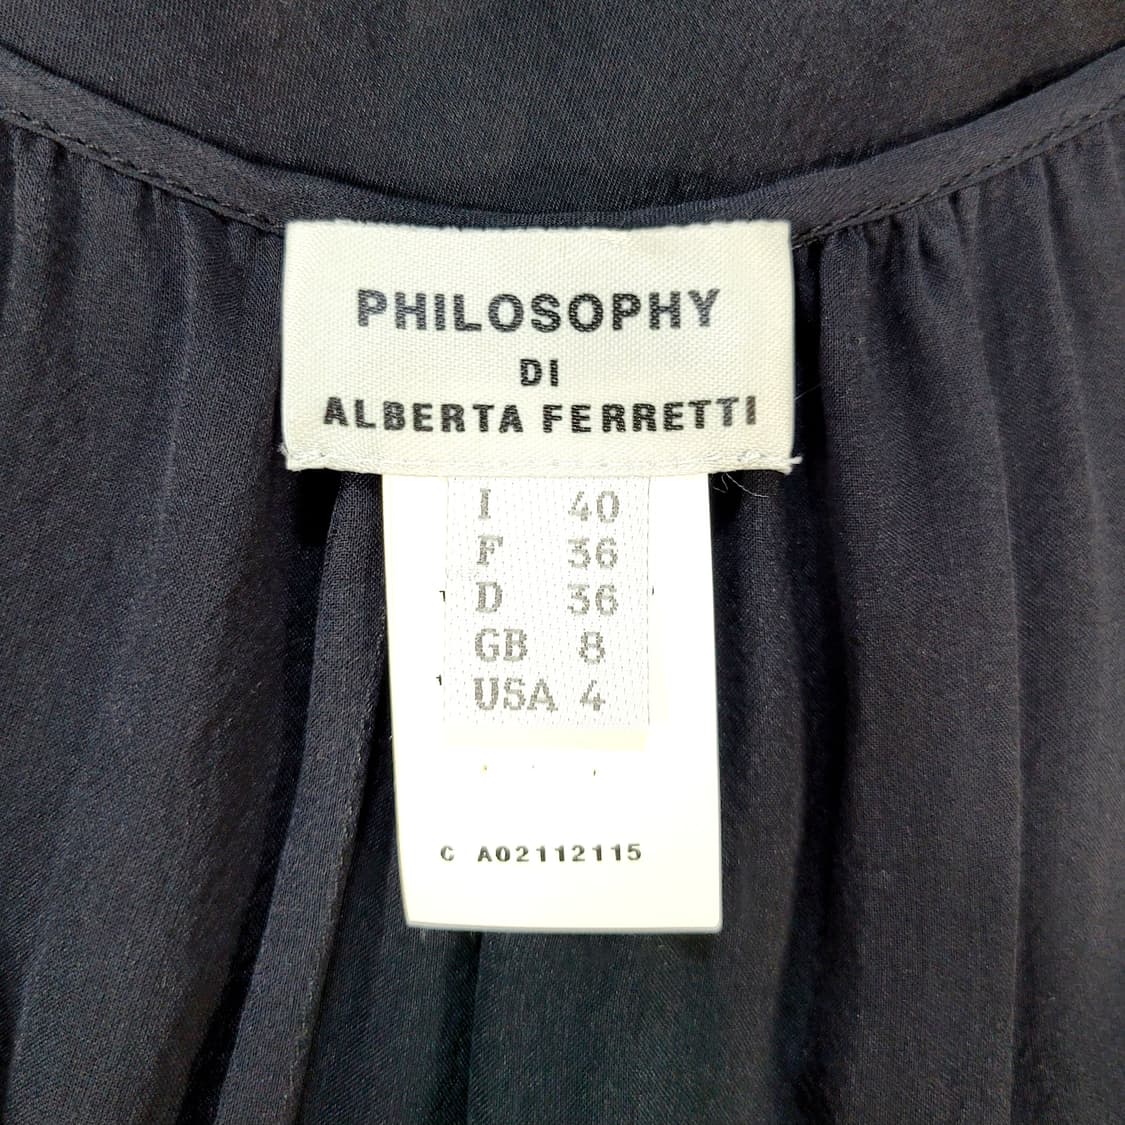 PHILOSOPHY
DI
ALBERTA FERRETTI
I 40
F 36
D 36
GB 8
USA 4
C A02112115